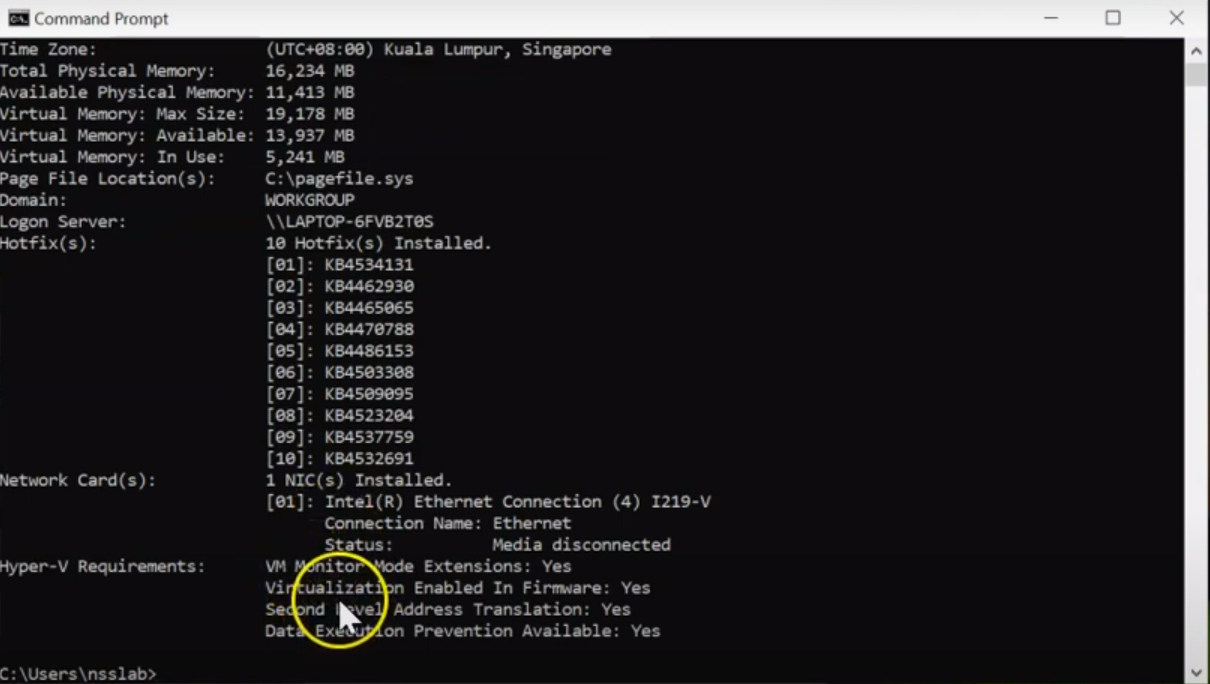 Command Prompt
Time Zone: (UTC+08:00) Kuala Lumpur, Singapore
Total Physical Memory: 16,234 MB
Available Physical Memory: 11,413 MB
Virtual Memory: Max Size: 19,178 MB
Virtual Memory: Available: 13,937 MB
Virtual Memory: In Use: 5,241 MB
Page File Location(s): C:\pagefile.sys
Domain: WORKGROUP
Logon Server: \\LAPTOP-6FVB2T0S
Hotfix(s): 10 Hotfix(s) Installed.
[01]: KB4534131
[02]: KB4462930
[03]: KB4465065
[04]: KB4470788
[05]: KB4486153
[06]: KB4503308
[07]: KB4509095
[08]: KB4523204
[09]: KB4537759
[10]: KB4532691
Network Card(s): 1 NIC(s) Installed.
[01]: Intel(R) Ethernet Connection (4) I219-V
Connection Name: Ethernet
Status: Media disconnected
Hyper-V Requirements: VM Monitor Mode Extensions: Yes
Virtualization Enabled In Firmware: Yes
Second Level Address Translation: Yes
Data Execution Prevention Available: Yes
C:\Users\nsslab>